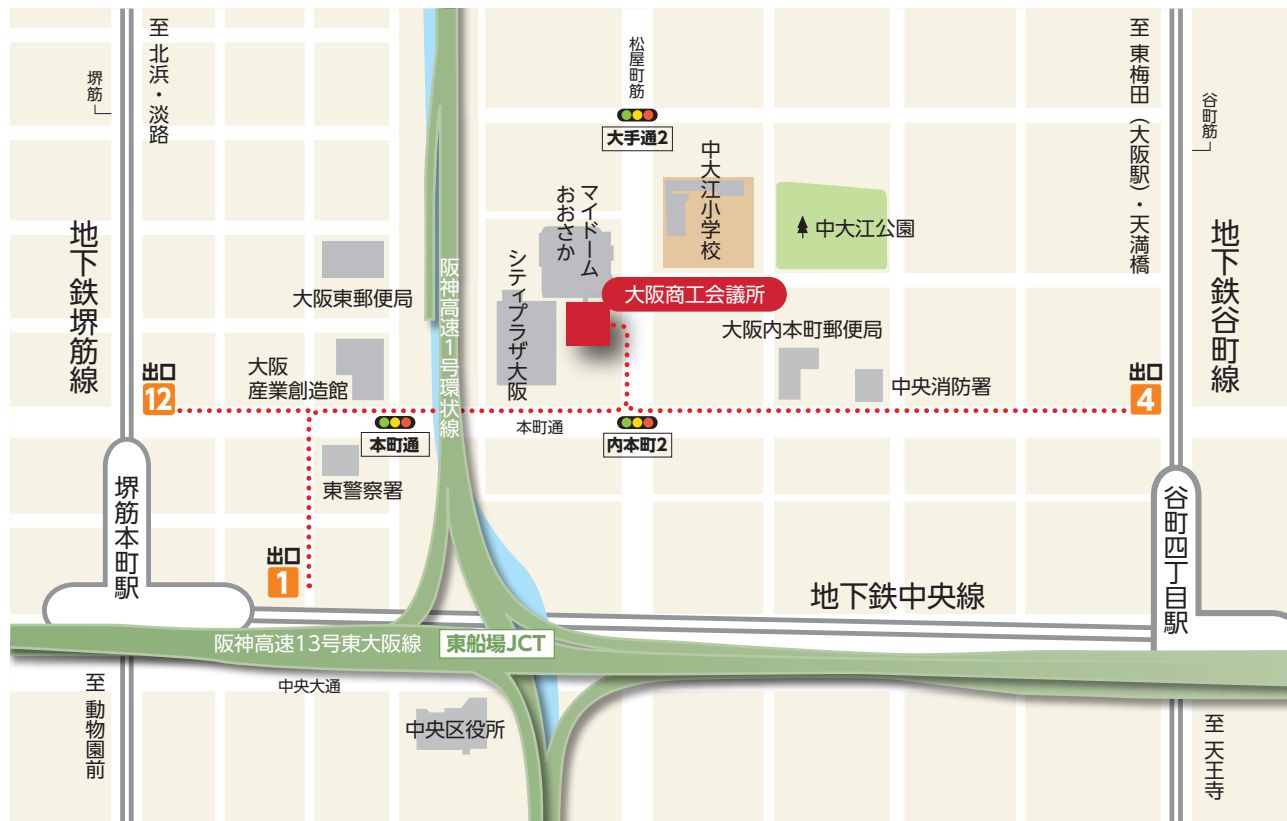 至 北浜・淡路
堺筋
松屋町筋
至 東梅田（大阪駅）・天満橋
谷町筋
大手通2
中大江小学校
マイドーム
おおさか
中大江公園
地下鉄堺筋線
地下鉄谷町線
阪神高速1号環状線
シティプラザ大阪
大阪東郵便局
大阪商工会議所
大阪内本町郵便局
大阪
産業創造館
出口
12
中央消防署
出口
4
本町通
本町通
内本町2
東警察署
堺筋本町駅
谷町四丁目駅
出口
1
地下鉄中央線
阪神高速13号東大阪線
東船場JCT
中央大通
至 動物園前
中央区役所
至 天王寺